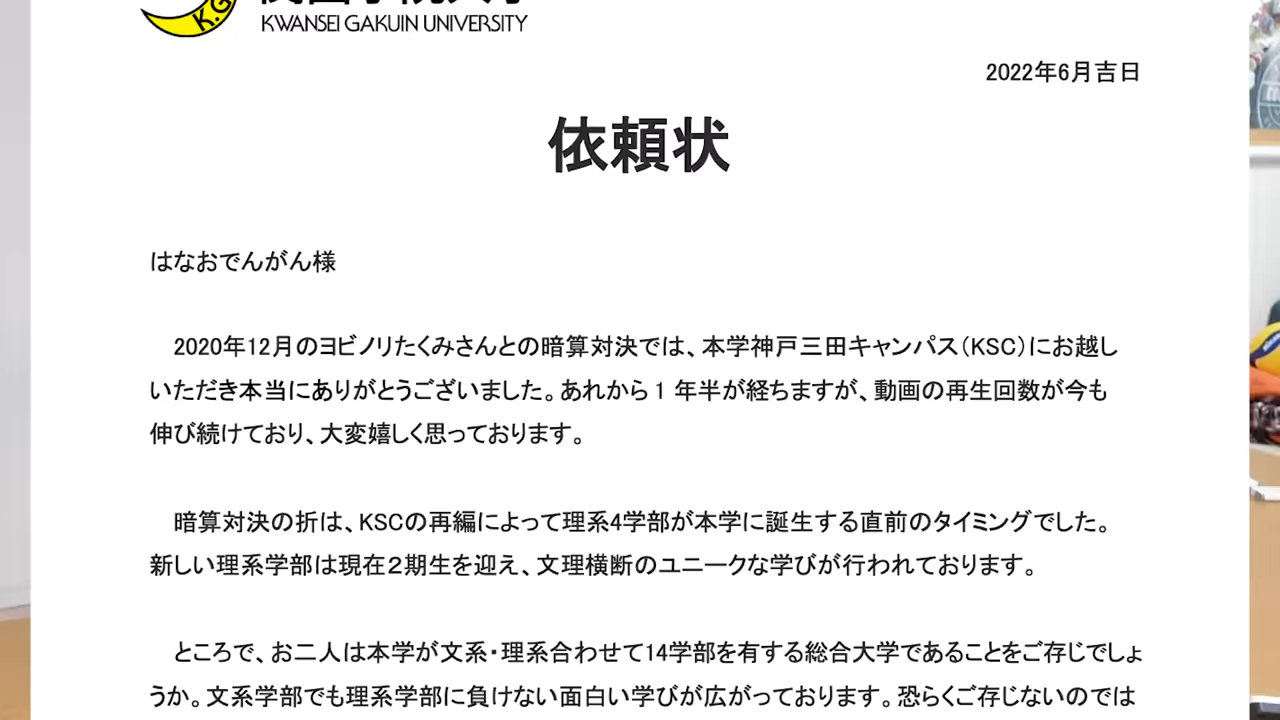 KWANSEI GAKUIN UNIVERSITY
2022年6月吉日
依頼状
はなおでんがん様
2020年12月のヨビノリたくみさんとの暗算対決では、本学神戸三田キャンパス（KSC）にお越し
いただき本当にありがとうございました。あれから１年半が経ちますが、動画の再生回数が今も
伸び続けており、大変嬉しく思っております。
暗算対決の折は、KSCの再編によって理系4学部が本学に誕生する直前のタイミングでした。
新しい理系学部は現在２期生を迎え、文理横断のユニークな学びが行われております。
ところで、お二人は本学が文系・理系合わせて14学部を有する総合大学であることをご存じでしょ
うか。文系学部でも理系学部に負けない面白い学びが広がっております。恐らくご存じないのでは